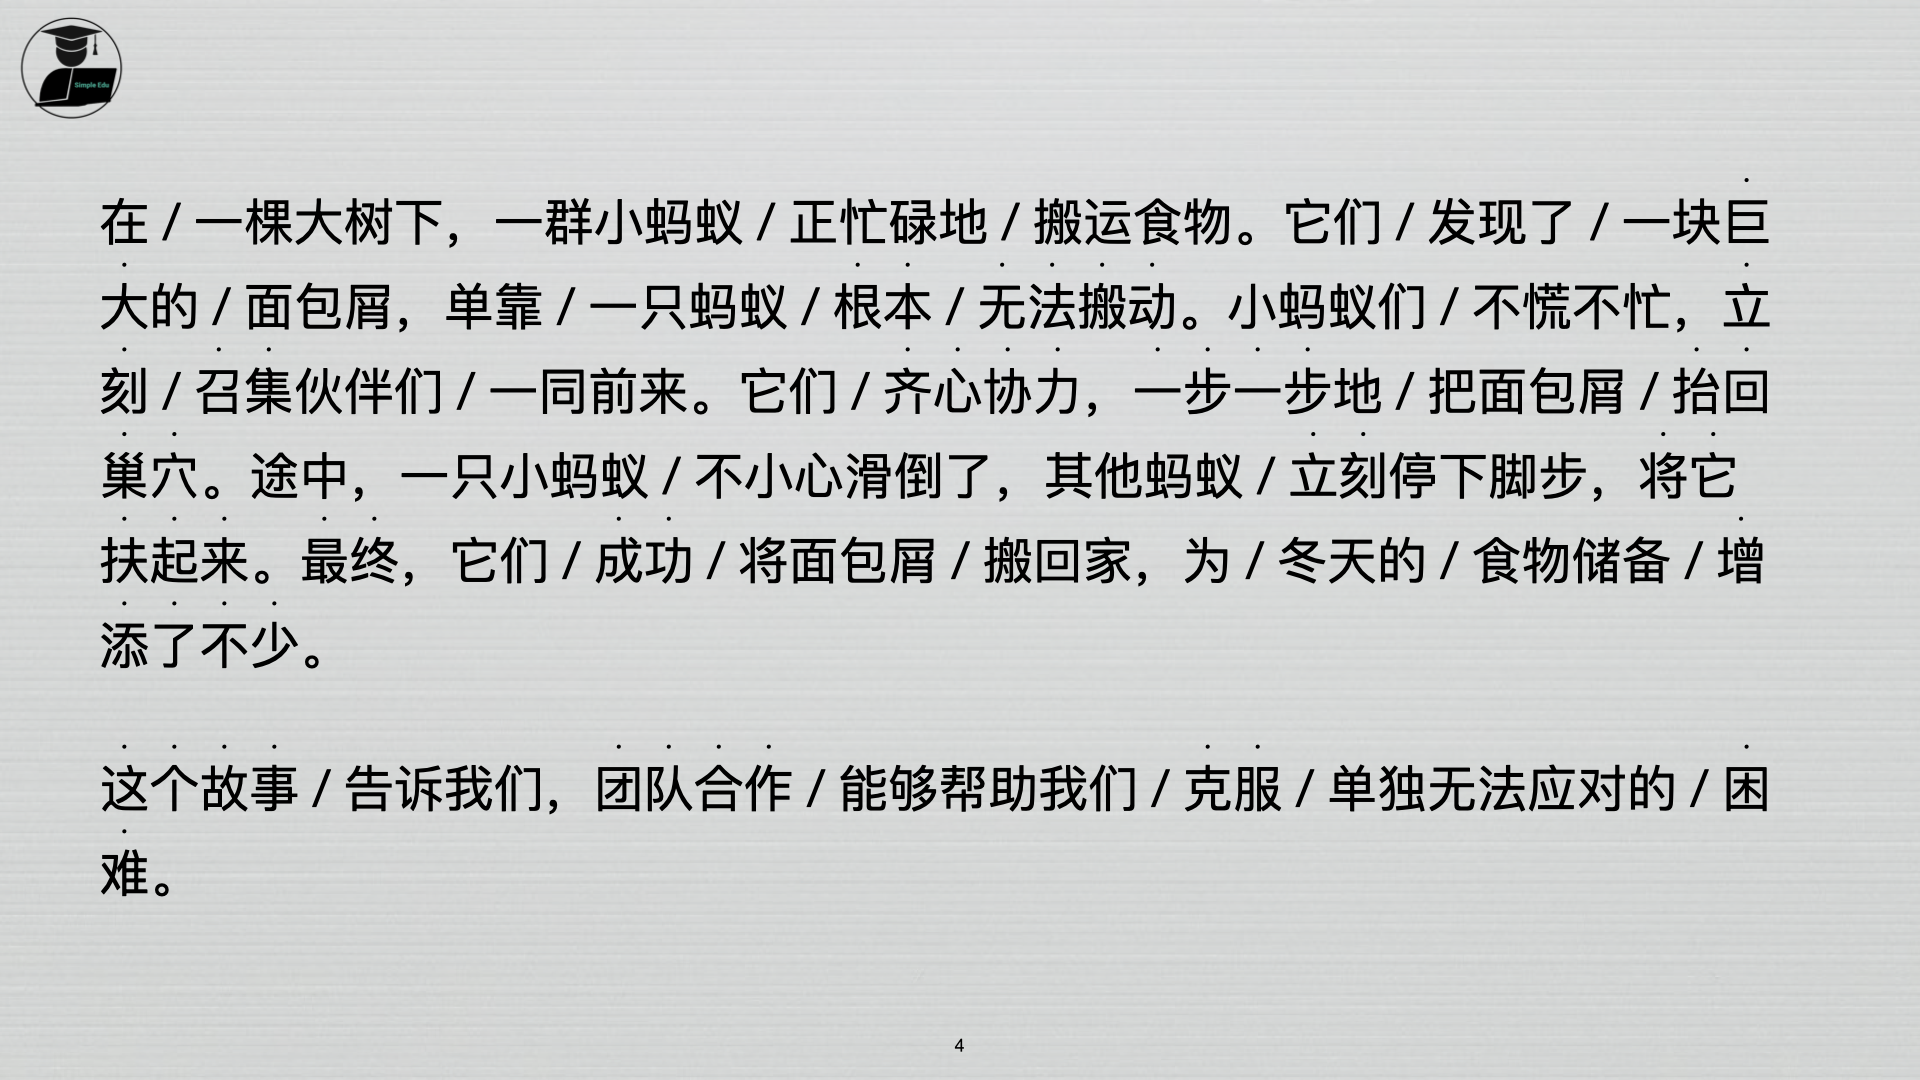 Simple Edu
在 / 一棵大树下，一群小蚂蚁 / 正忙碌地 / 搬运食物。它们 / 发现了 / 一块巨
大的 / 面包屑，单靠 / 一只蚂蚁 / 根本 / 无法搬动。小蚂蚁们 / 不慌不忙，立
刻 / 召集伙伴们 / 一同前来。它们 / 齐心协力，一步一步地 / 把面包屑 / 抬回
巢穴。途中，一只小蚂蚁 / 不小心滑倒了，其他蚂蚁 / 立刻停下脚步，将它
扶起来。最终，它们 / 成功 / 将面包屑 / 搬回家，为 / 冬天的 / 食物储备 / 增
添了不少。
这个故事 / 告诉我们，团队合作 / 能够帮助我们 / 克服 / 单独无法应对的 / 困
难。
4